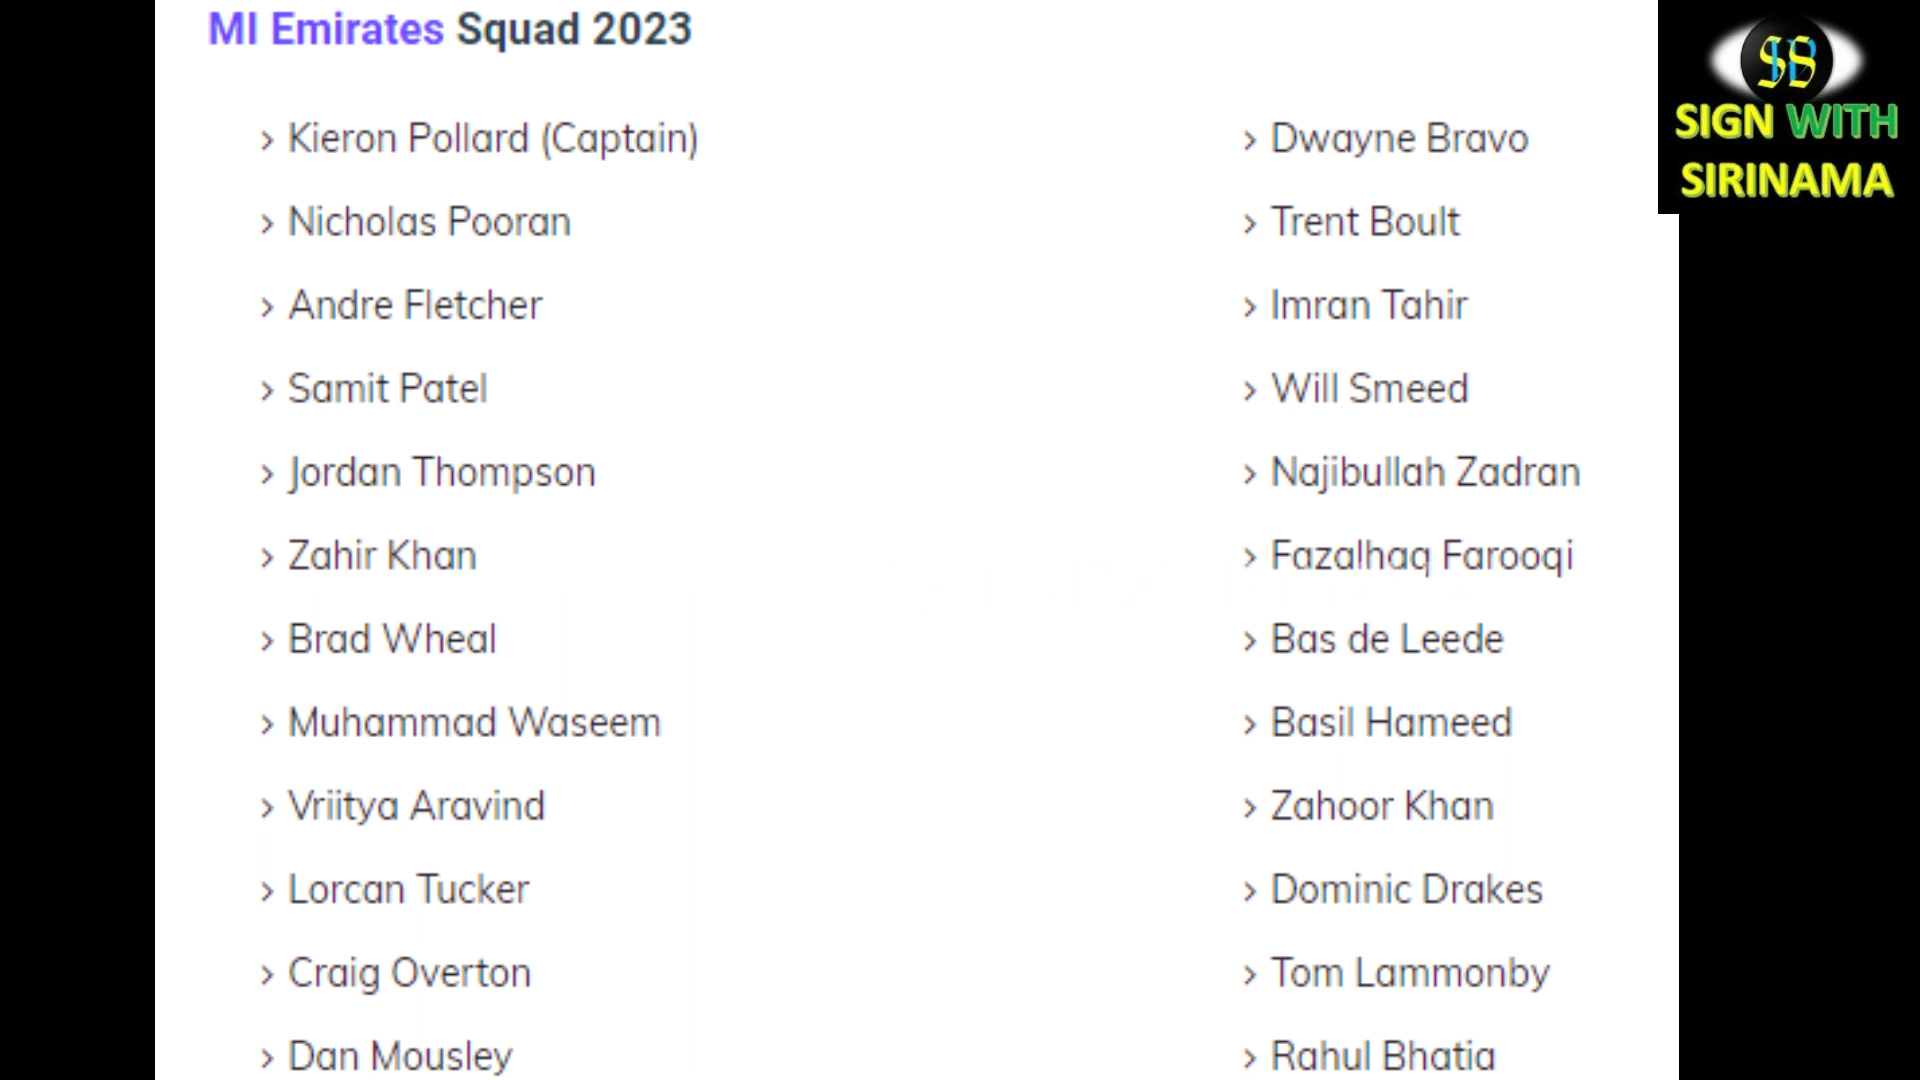 MI Emirates Squad 2023
> Kieron Pollard (Captain)
> Nicholas Pooran
> Andre Fletcher
> Samit Patel
> Jordan Thompson
> Zahir Khan
> Brad Wheal
> Muhammad Waseem
> Vriitya Aravind
> Lorcan Tucker
> Craig Overton
> Dan Mousley
> Dwayne Bravo
> Trent Boult
> Imran Tahir
> Will Smeed
> Najibullah Zadran
> Fazalhaq Farooqi
> Bas de Leede
> Basil Hameed
> Zahoor Khan
> Dominic Drakes
> Tom Lammonby
> Rahul Bhatia
SIGN WITH
SIRINAMA